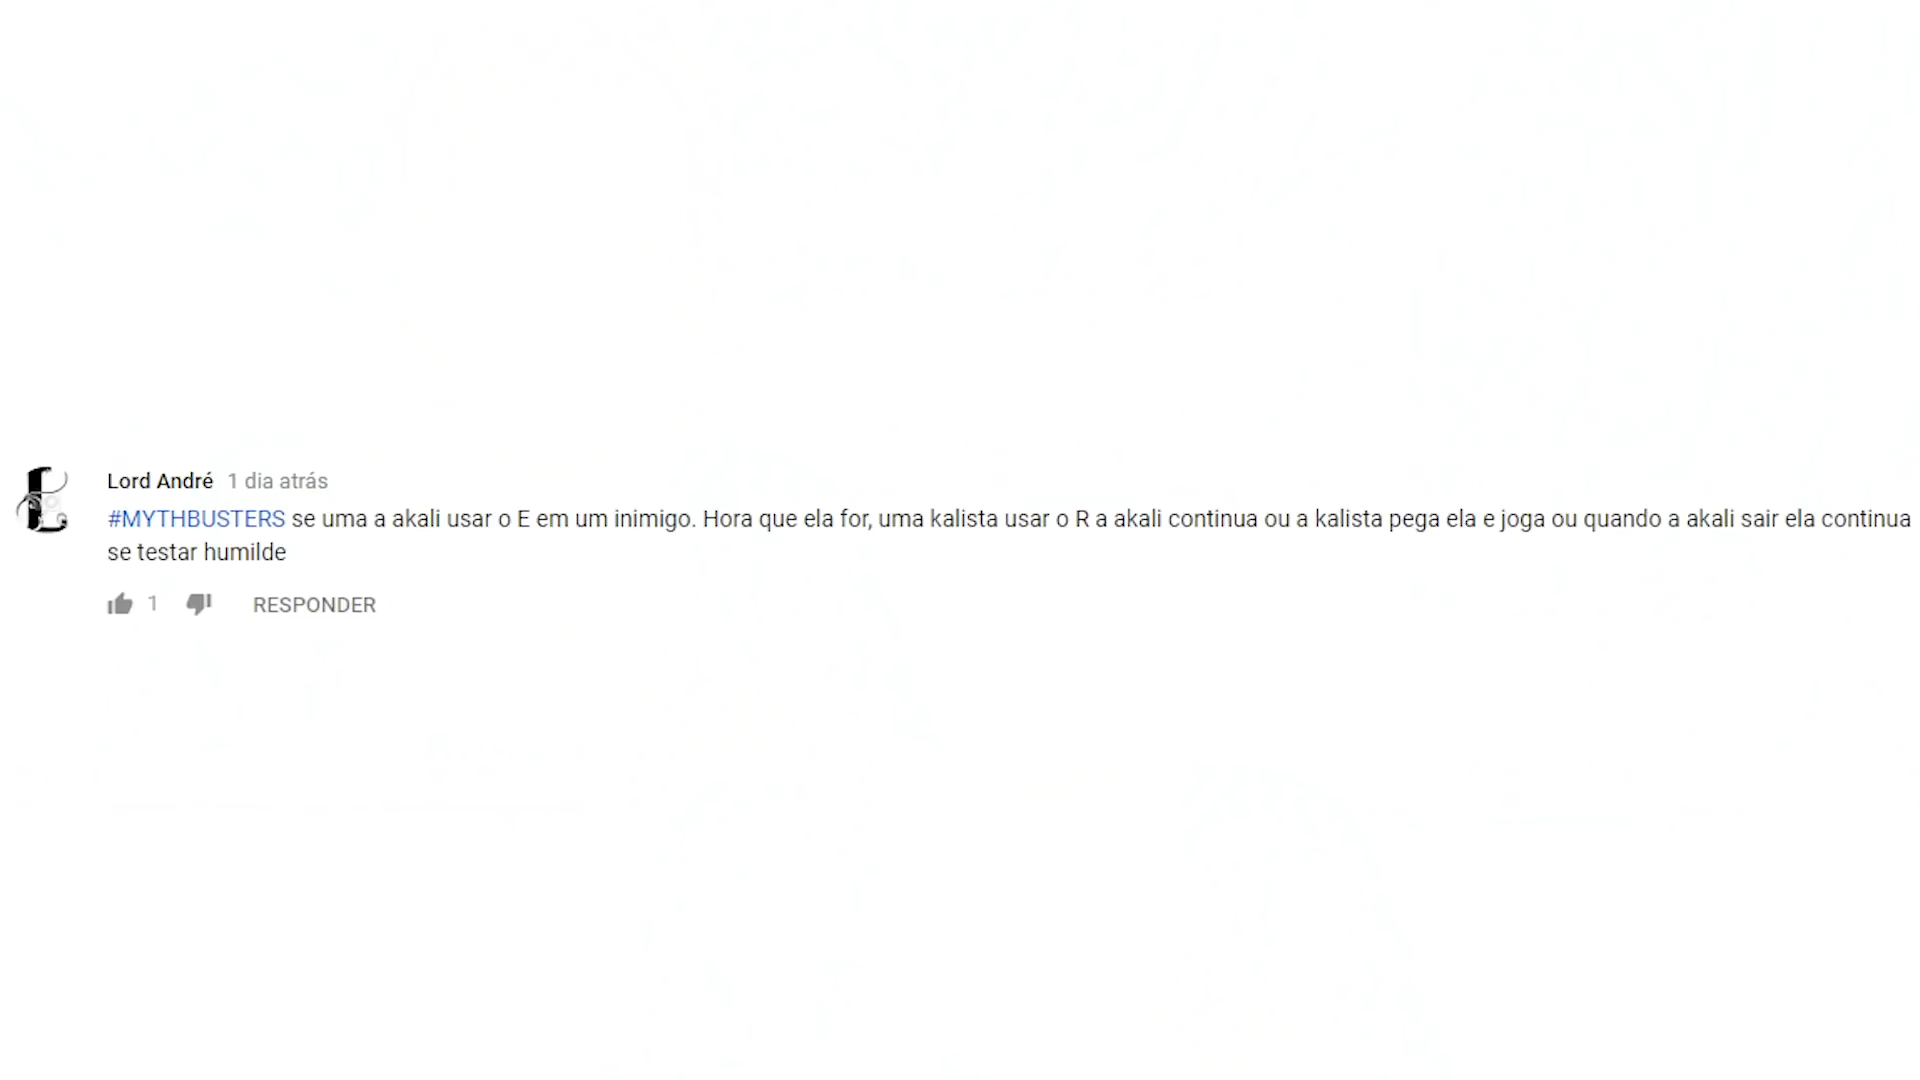 Lord André 1 dia atrás
#MYTHBUSTERS se uma a akali usar o E em um inimigo. Hora que ela for, uma kalista usar o R a akali continua ou a kalista pega ela e joga ou quando a akali sair ela continua
se testar humilde
1 RESPONDER